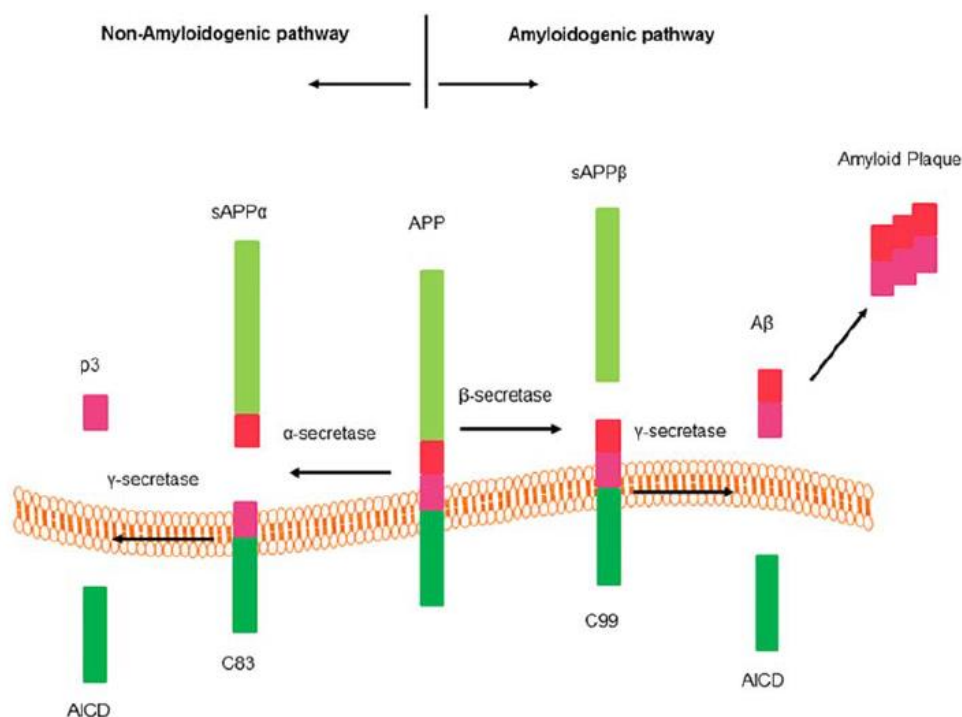 Non-Amyloidogenic pathway
Amyloidogenic pathway
Amyloid Plaque
sAPPβ
sAPPα
APP
Aβ
p3
β-secretase
α-secretase
γ-secretase
γ-secretase
C99
C83
AICD
AICD